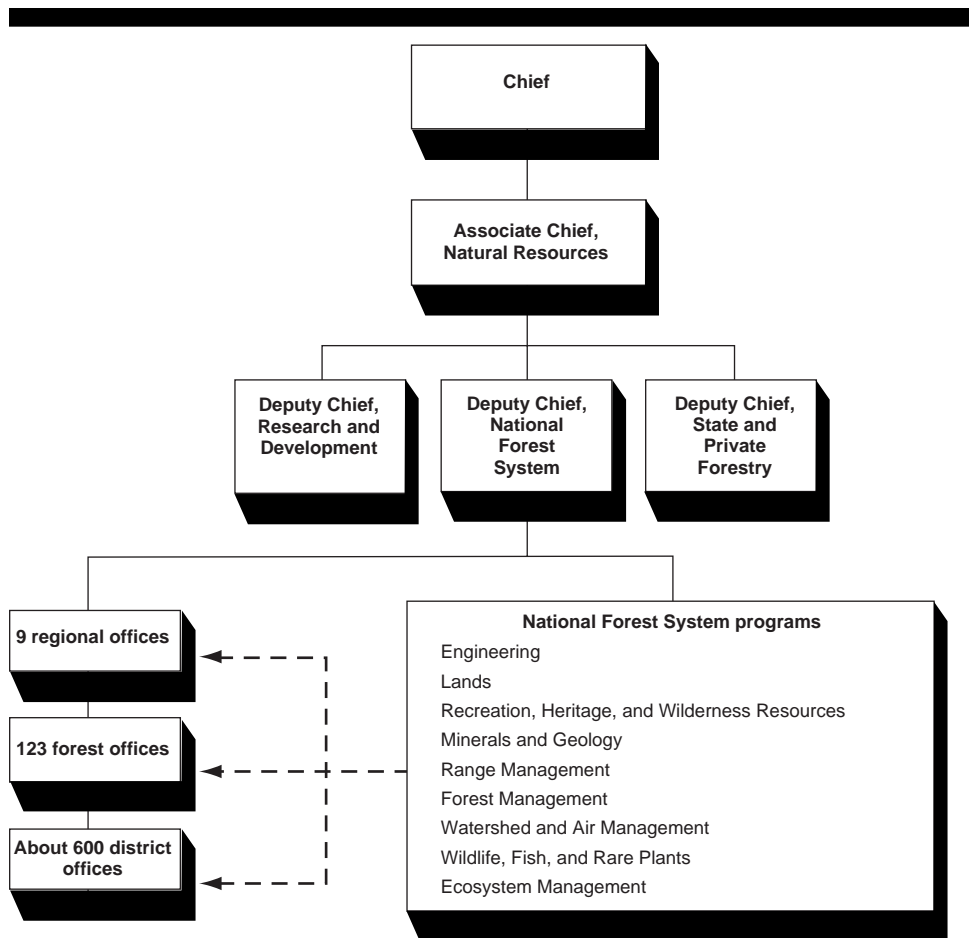 Chief
Associate Chief,
Natural Resources
Deputy Chief,
Research and
Development
Deputy Chief,
National
Forest
System
Deputy Chief,
State and
Private
Forestry
9 regional offices
123 forest offices
About 600 district
offices
National Forest System programs
Engineering
Lands
Recreation, Heritage, and Wilderness Resources
Minerals and Geology
Range Management
Forest Management
Watershed and Air Management
Wildlife, Fish, and Rare Plants
Ecosystem Management